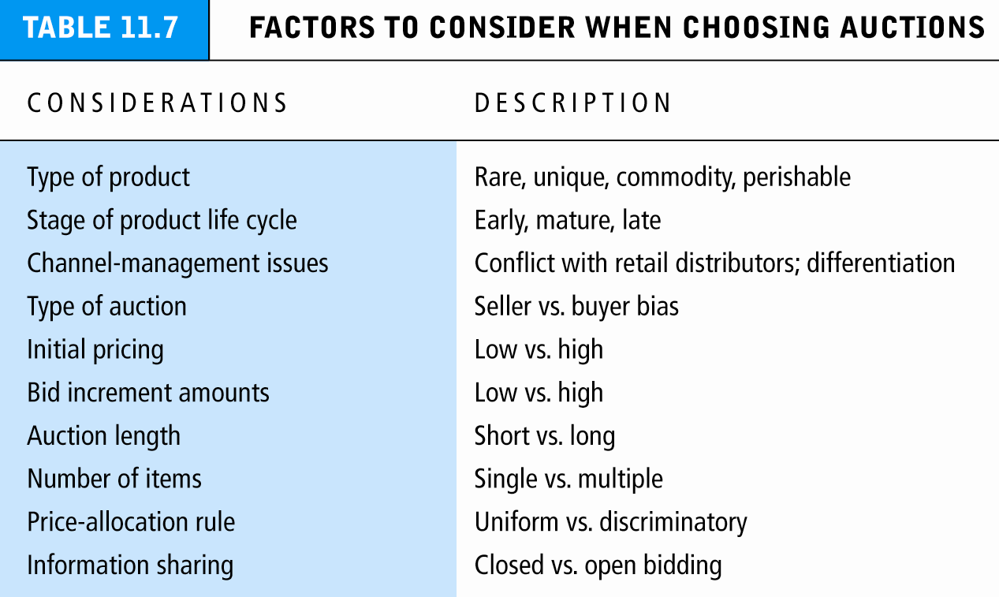 TABLE 11.7 FACTORS TO CONSIDER WHEN CHOOSING AUCTIONS
CONSIDERATIONS DESCRIPTION
Type of product Rare, unique, commodity, perishable
Stage of product life cycle Early, mature, late
Channel-management issues Conflict with retail distributors; differentiation
Type of auction Seller vs. buyer bias
Initial pricing Low vs. high
Bid increment amounts Low vs. high
Auction length Short vs. long
Number of items Single vs. multiple
Price-allocation rule Uniform vs. discriminatory
Information sharing Closed vs. open bidding